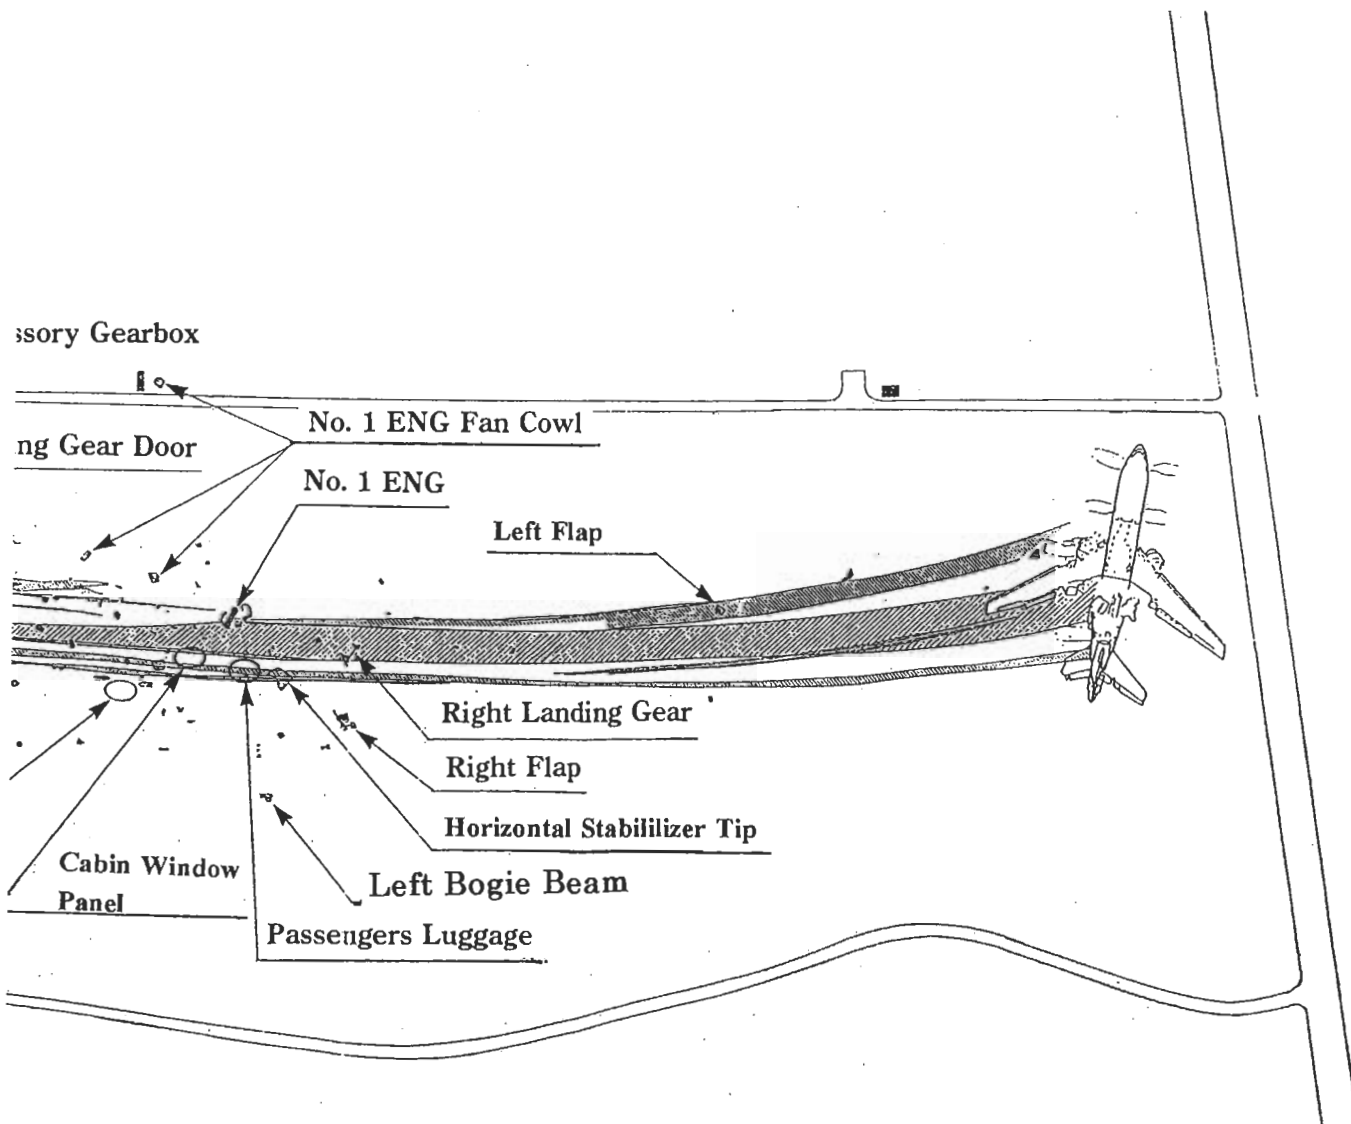 ssory Gearbox
No. 1 ENG Fan Cowl
ng Gear Door
No. 1 ENG
Left Flap
Right Landing Gear
Right Flap
Horizontal Stabililizer Tip
Cabin Window
Panel
Left Bogie Beam
Passengers Luggage